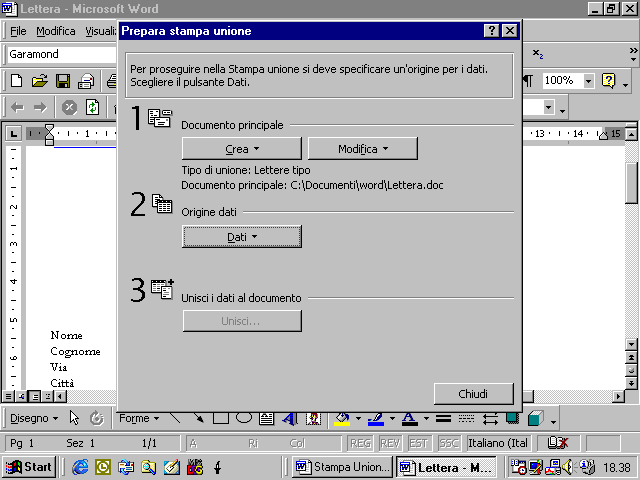 Lettera - Microsoft Word
Prepara stampa unione
File Modifica Visualiz
Garamond
Per proseguire nella Stampa unione si deve specificare un'origine per i dati.
Scegliere il pulsante Dati.
100%
1 Documento principale
Crea Modifica
Tipo di unione: Lettere tipo
Documento principale: C:\Documenti\word\Lettera.doc
2 Origine dati
Dati
3 Unisci i dati al documento
Unisci...
Chiudi
Nome
Cognome
Via
Città
Disegno Forme
Pg 1 Sez 1 1/1 A Ri Col REG REV EST SSC Italiano (Ital
Start Stampa Union... Lettera - M... 18.38